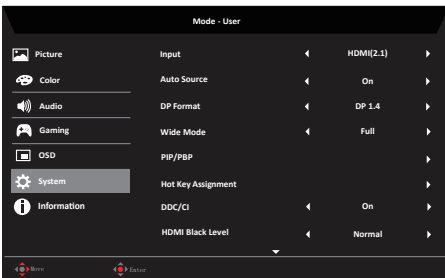 Mode - User
Picture
Input
HDMI(2.1)
Color
Auto Source
On
Audio
DP Format
DP 1.4
Gaming
Wide Mode
Full
OSD
PIP/PBP
System
Hot Key Assignment
Information
DDC/CI
On
HDMI Black Level
Normal
Move
Enter